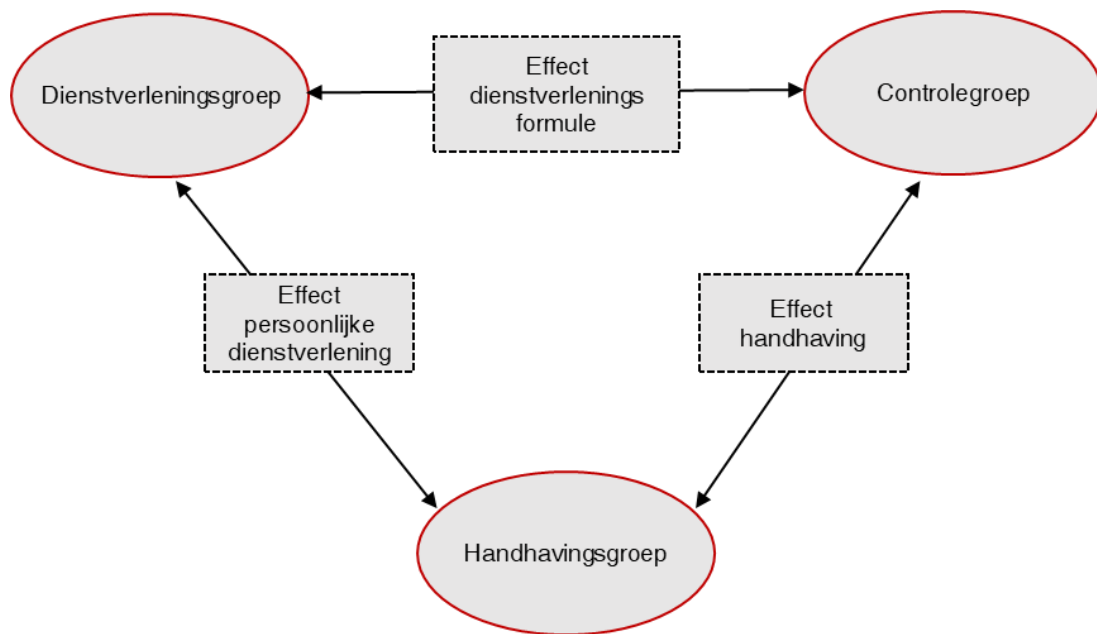 Effect
dienstverlenings
formule
Dienstverleningsgroep
Controlegroep
Effect
persoonlijke
dienstverlening
Effect
handhaving
Handhavingsgroep